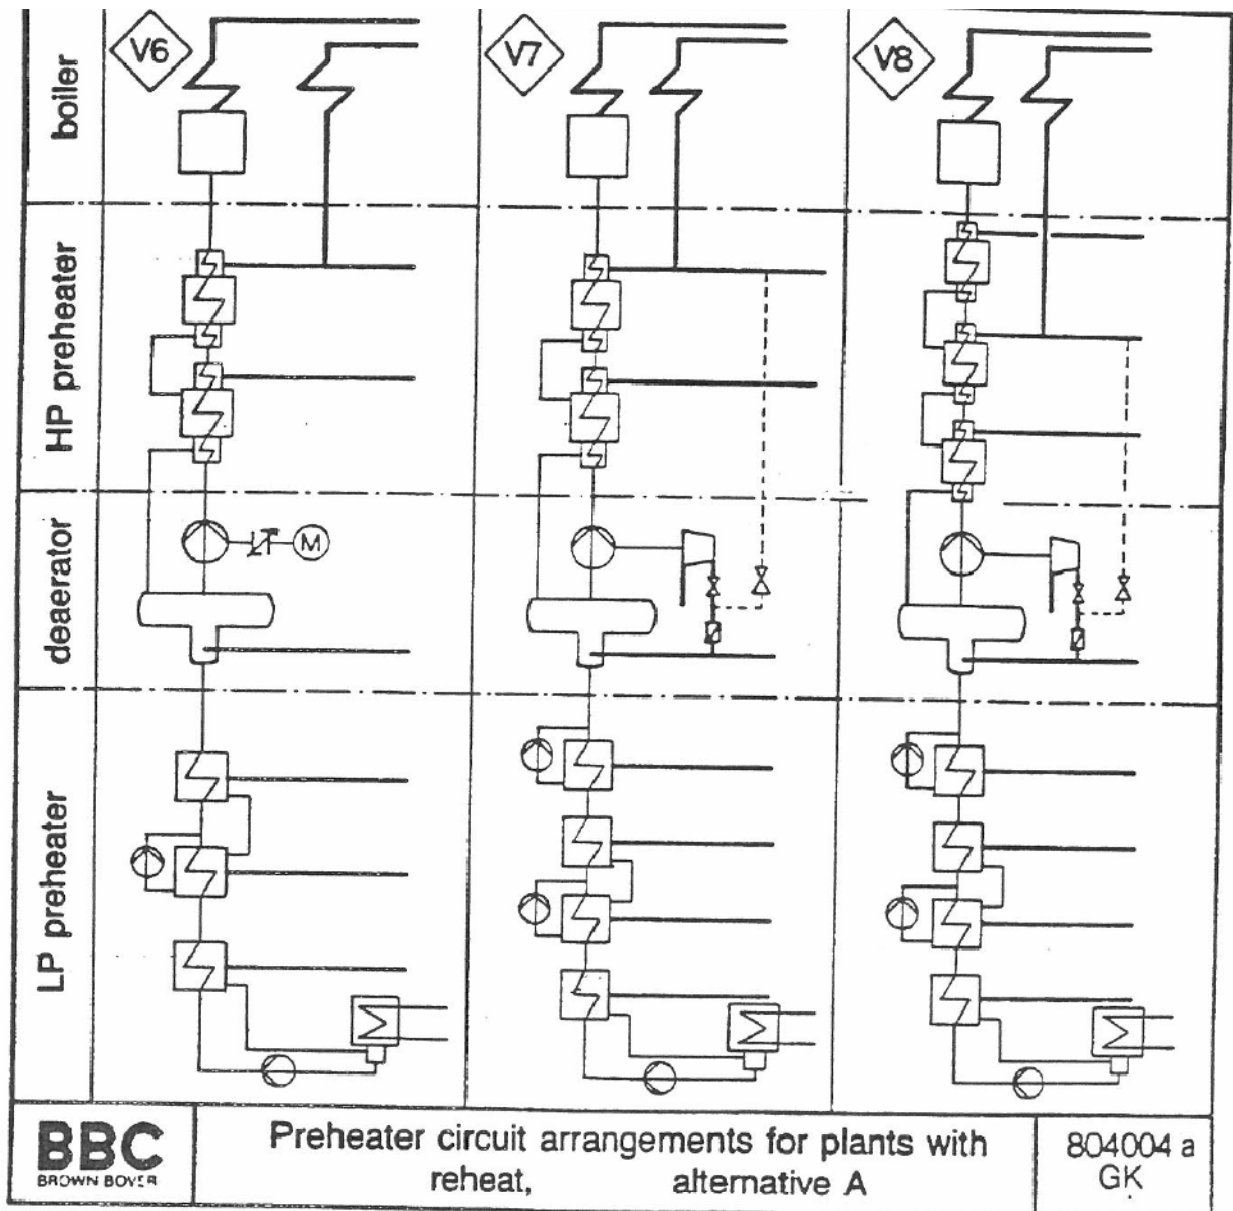 V6
V7
V8
boiler
HP preheater
deaerator
M
LP preheater
BBC
BROWN BOVERI
Preheater circuit arrangements for plants with
reheat, alternative A
804004 a
GK